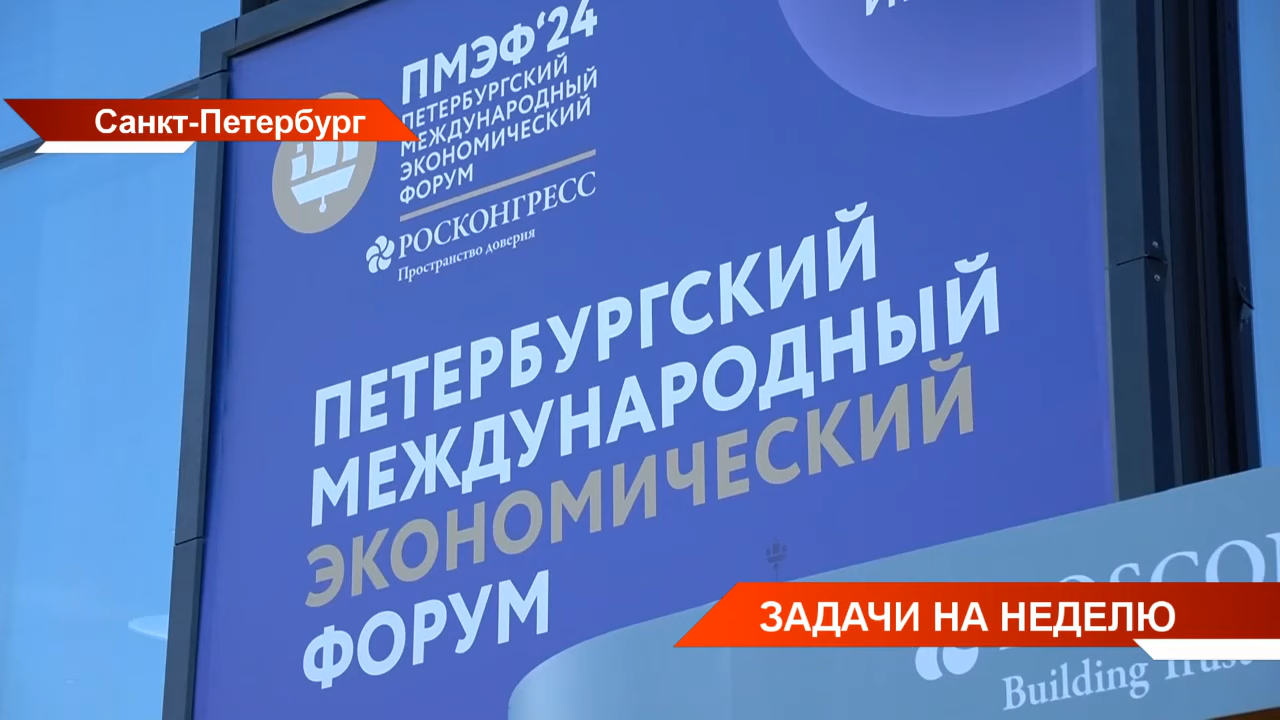 ПМЭФ‘24
ПЕТЕРБУРГСКИЙ
МЕЖДУНАРОДНЫЙ
ЭКОНОМИЧЕСКИЙ
ФОРУМ
РОСКОНГРЕСС
Пространство доверия
Санкт-Петербург
ПЕТЕРБУРГСКИЙ
МЕЖДУНАРОДНЫЙ
ЭКОНОМИЧЕСКИЙ
ФОРУМ
ЗАДАЧИ НА НЕДЕЛЮ
Building